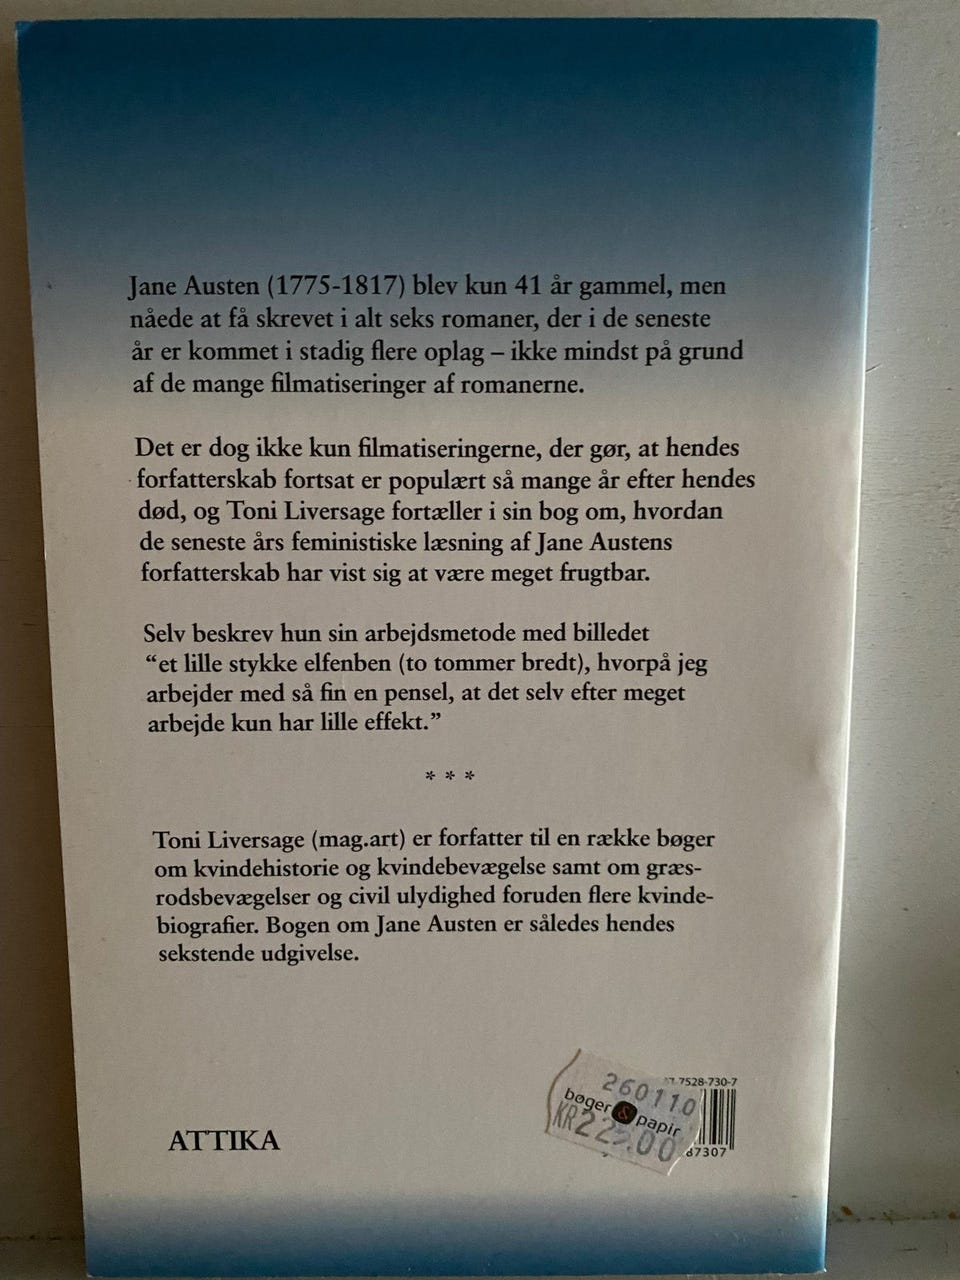 Jane Austen (1775-1817) blev kun 41 år gammel, men
nåede at få skrevet i alt seks romaner, der i de seneste
år er kommet i stadig flere oplag – ikke mindst på grund
af de mange filmatiseringer af romanerne.
Det er dog ikke kun filmatiseringerne, der gør, at hendes
forfatterskab fortsat er populært så mange år efter hendes
død, og Toni Liversage fortæller i sin bog om, hvordan
de seneste års feministiske læsning af Jane Austens
forfatterskab har vist sig at være meget frugtbar.
Selv beskrev hun sin arbejdsmetode med billedet
“et lille stykke elfenben (to tommer bredt), hvorpå jeg
arbejder med så fin en pensel, at det selv efter meget
arbejde kun har lille effekt.”
* * *
Toni Liversage (mag.art) er forfatter til en række bøger
om kvindehistorie og kvindebevægelse samt om græs-
rodsbevægelser og civil ulydighed foruden flere kvinde-
biografier. Bogen om Jane Austen er således hendes
sekstende udgivelse.
ATTIKA
7528-730-7
260110
bøger & papir
87307